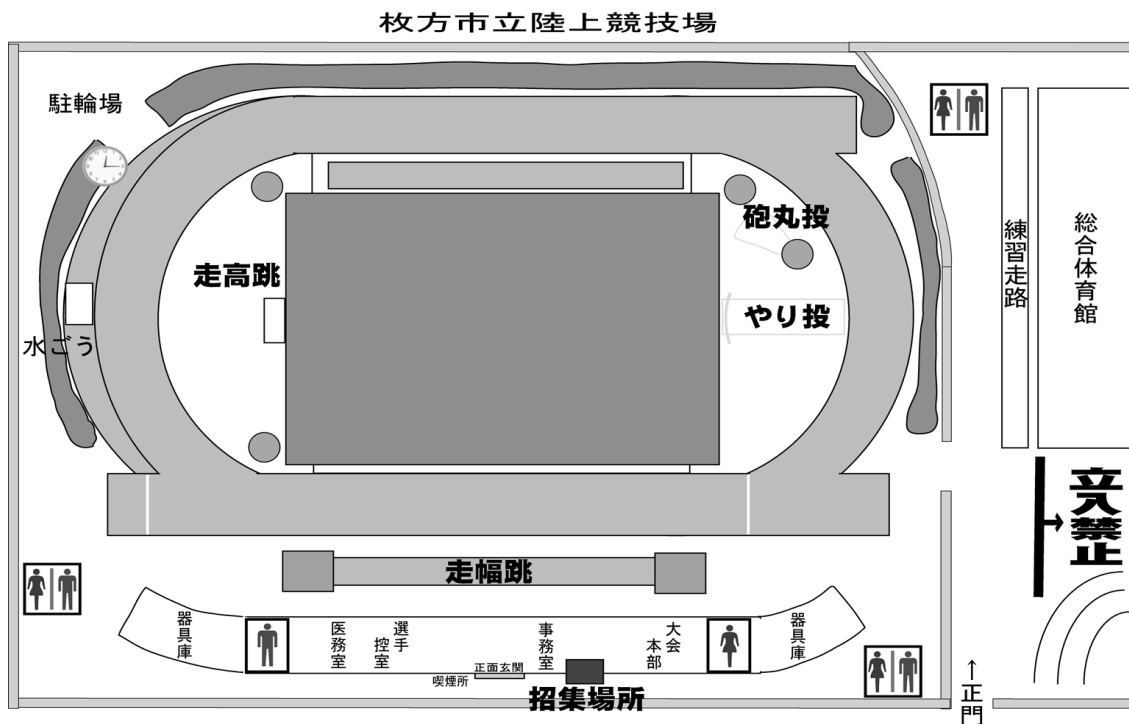 枚方市立陸上競技場
駐輪場
砲丸投
走高跳
やり投
水ごう
練習走路
総合体育館
立入禁止
→
走幅跳
器具庫
医務室
選手
控室
事務室
大会
本部
器具庫
正面玄関
喫煙所
招集場所
←正門